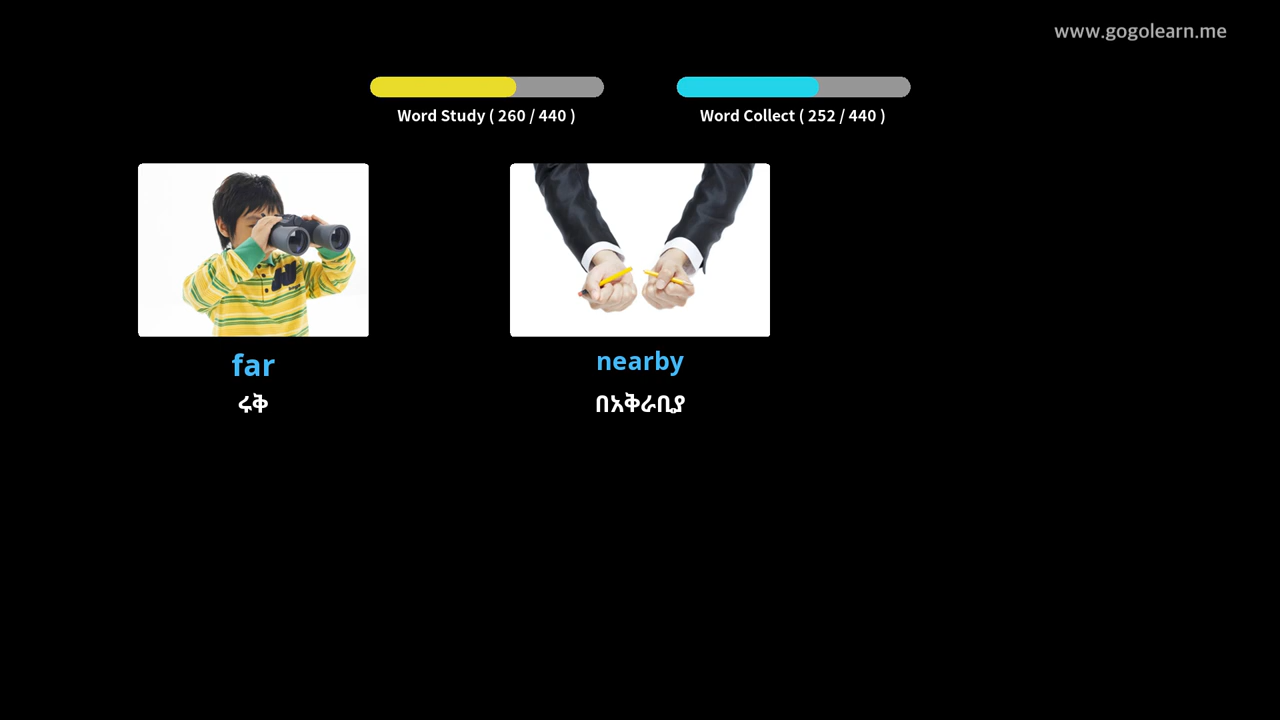 www.gogolearn.me
Word Study ( 260 / 440 )
Word Collect ( 252 / 440 )
far
ሩቅ
nearby
በአቅራቢያ